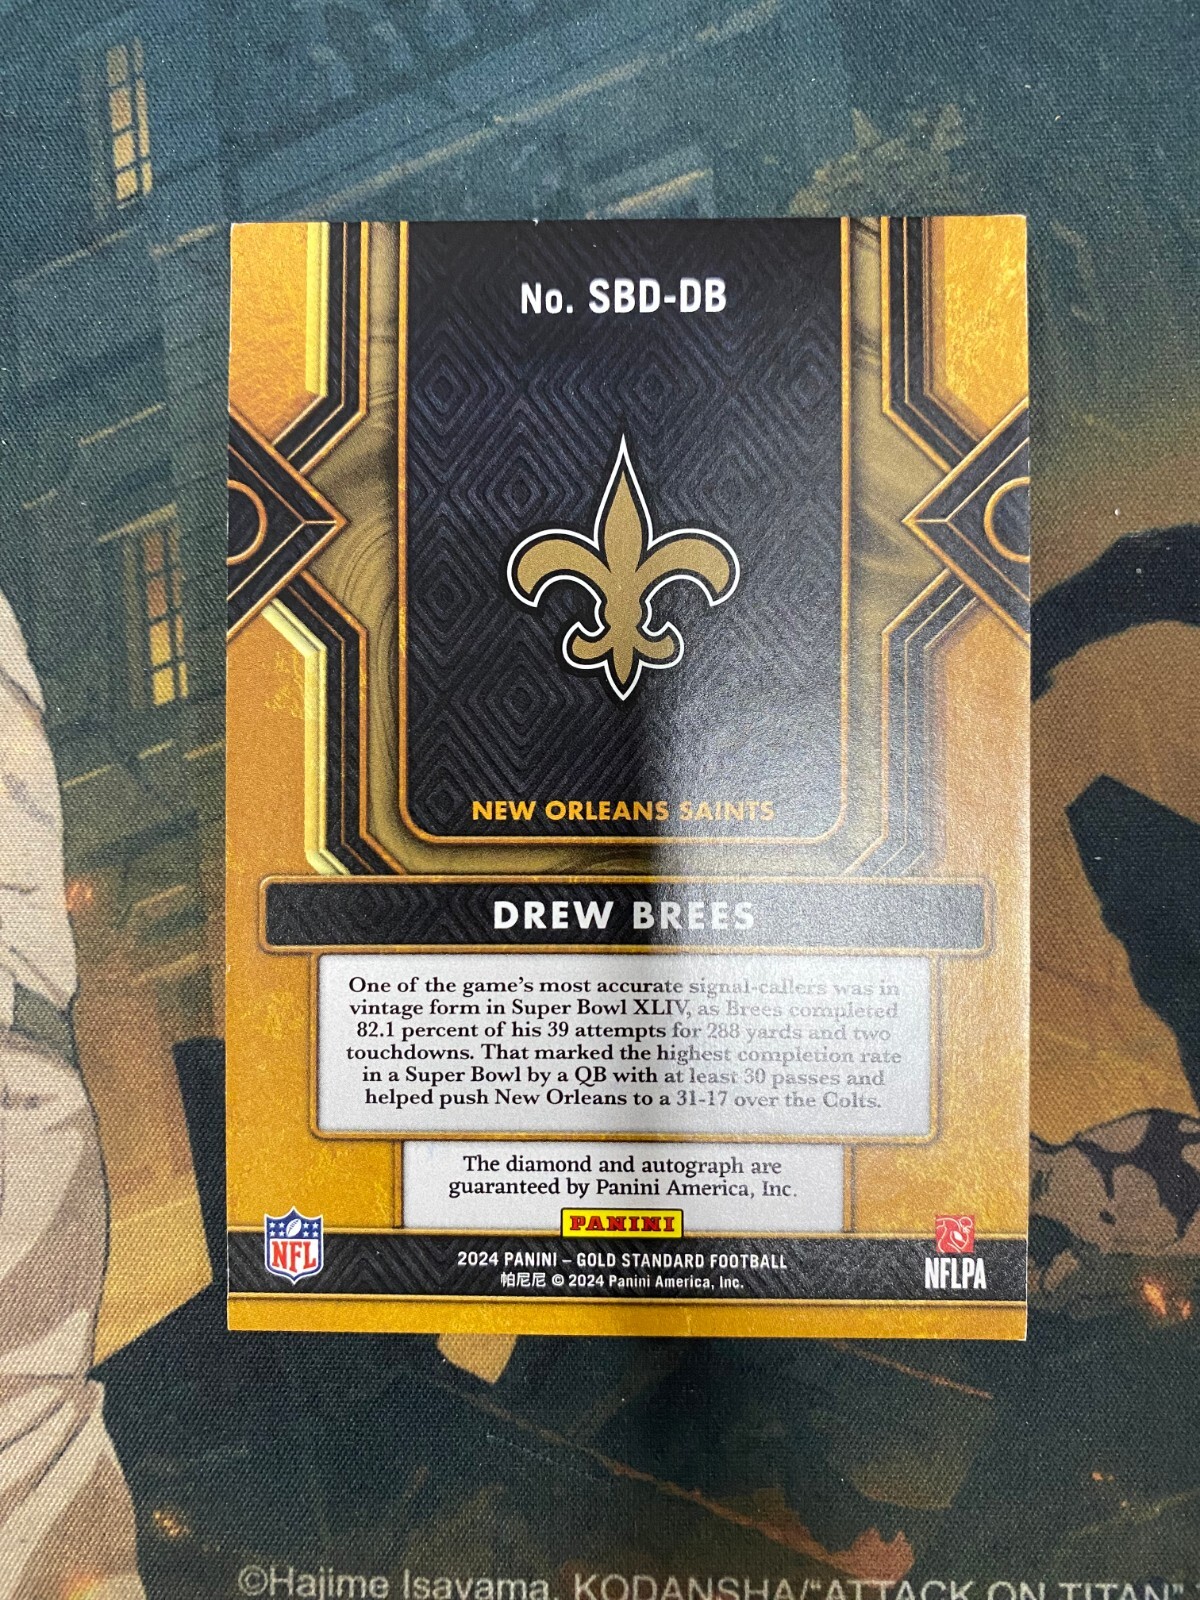 No. SBD-DB
NEW ORLEANS SAINTS
DREW BREES
One of the game's most accurate signal-callers was in
vintage form in Super Bowl XLIV, as Brees completed
82.1 percent of his 39 attempts for 288 yards and two
touchdowns. That marked the highest completion rate
in a Super Bowl by a QB with at least 30 passes and
helped push New Orleans to a 31-17 over the Colts.
The diamond and autograph are
guaranteed by Panini America, Inc.
PANINI
NFL
2024 PANINI – GOLD STANDARD FOOTBALL
帕尼尼 © 2024 Panini America, Inc.
NFLPA
©Hajime Isayama, KODANSHA/"ATTACK ON TITAN"